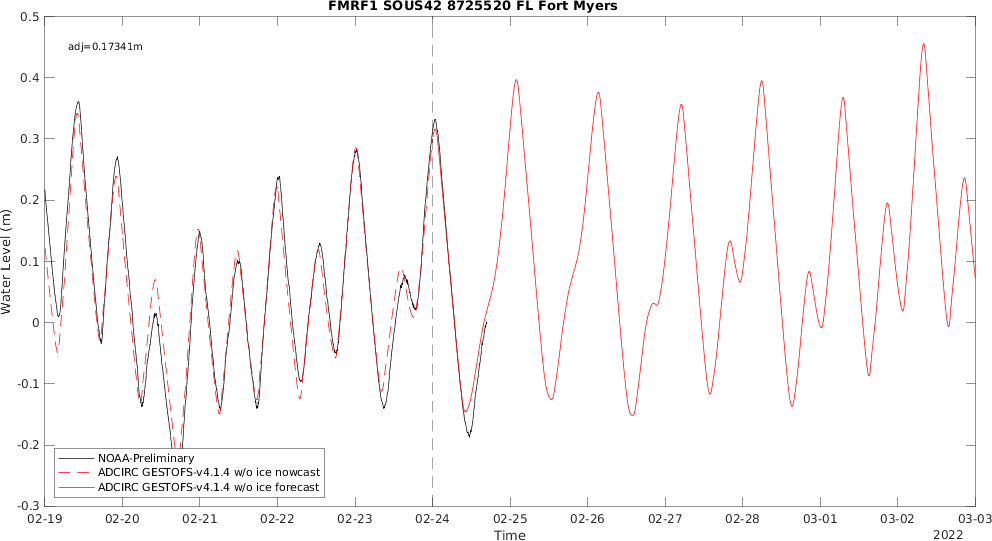 FMRF1 SOUS42 8725520 FL Fort Myers
adj=0.17341m
Water Level (m)
0.5
0.4
0.3
0.2
0.1
0
-0.1
-0.2
-0.3
NOAA-Preliminary
ADCIRC GESTOFS-v4.1.4 w/o ice nowcast
ADCIRC GESTOFS-v4.1.4 w/o ice forecast
02-19 02-20 02-21 02-22 02-23 02-24 02-25 02-26 02-27 02-28 03-01 03-02 03-03
Time
2022